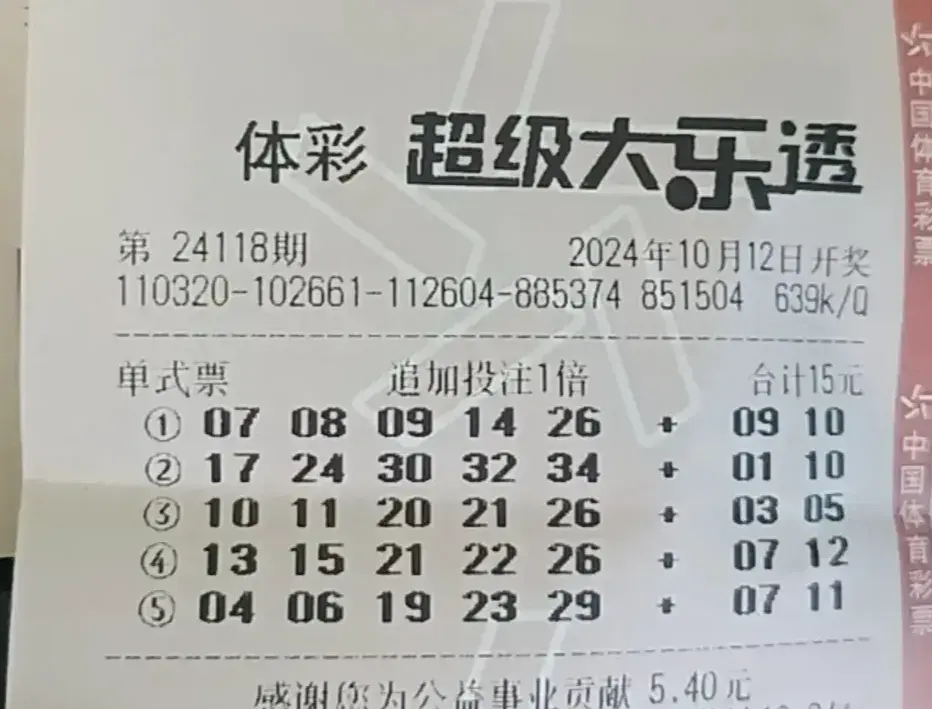 体彩 超级大乐透
第 24118期 2024年10月12日开奖
110320-102661-112604-885374 851504 639k/Q
单式票 追加投注1倍 台计15元
① 07 08 09 14 26 + 09 10
② 17 24 30 32 34 + 01 10
③ 10 11 20 21 26 + 03 05
④ 13 15 21 22 26 + 07 12
⑤ 04 06 19 23 29 + 07 11
感谢您为公益事业贡献 5.40元
中国体育彩票
中国体育彩票